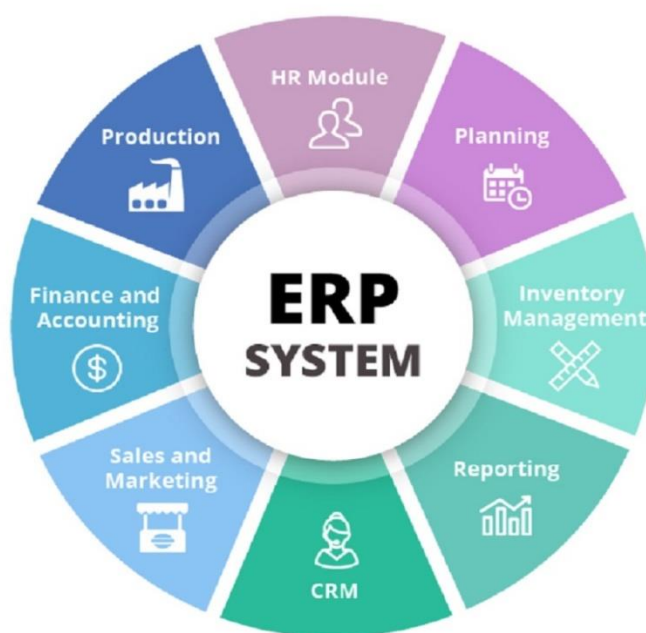 HR Module
Planning
Inventory
Management
Reporting
CRM
Sales and
Marketing
Finance and
Accounting
Production
ERP
SYSTEM